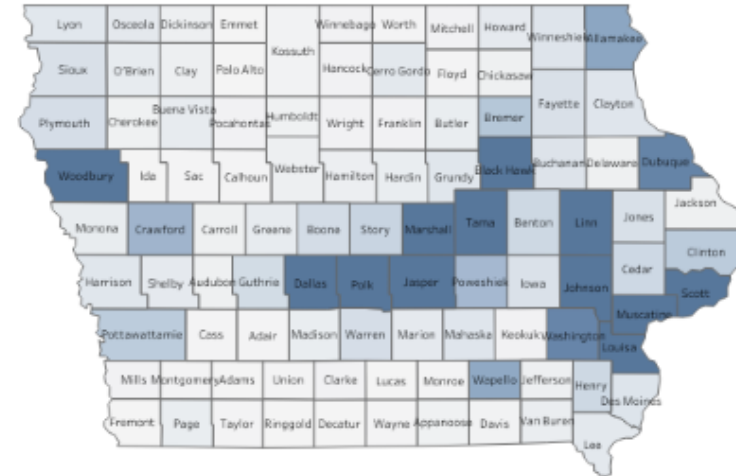 Lyon
Osceola
Dickinson
Emmet
Winnebago
Worth
Mitchell
Howard
Winneshiek
Allamakee
Kossuth
Sioux
O'Brien
Clay
Palo Alto
Hancock
Cerro Gordo
Floyd
Chickasaw
Plymouth
Cherokee
Buena Vista
Pocahontas
Humboldt
Wright
Franklin
Butler
Bremer
Fayette
Clayton
Woodbury
Ida
Sac
Calhoun
Webster
Hamilton
Hardin
Grundy
Black Hawk
Buchanan
Delaware
Dubuque
Jackson
Monona
Crawford
Carroll
Greene
Boone
Story
Marshall
Tama
Benton
Linn
Jones
Clinton
Harrison
Shelby
Audubon
Guthrie
Dallas
Polk
Jasper
Poweshiek
Iowa
Johnson
Cedar
Scott
Muscatine
Pottawattamie
Cass
Adair
Madison
Warren
Marion
Mahaska
Keokuk
Washington
Louisa
Mills
Montgomery
Adams
Union
Clarke
Lucas
Monroe
Wapello
Jefferson
Henry
Des Moines
Fremont
Page
Taylor
Ringgold
Decatur
Wayne
Appanoose
Davis
Van Buren
Lee